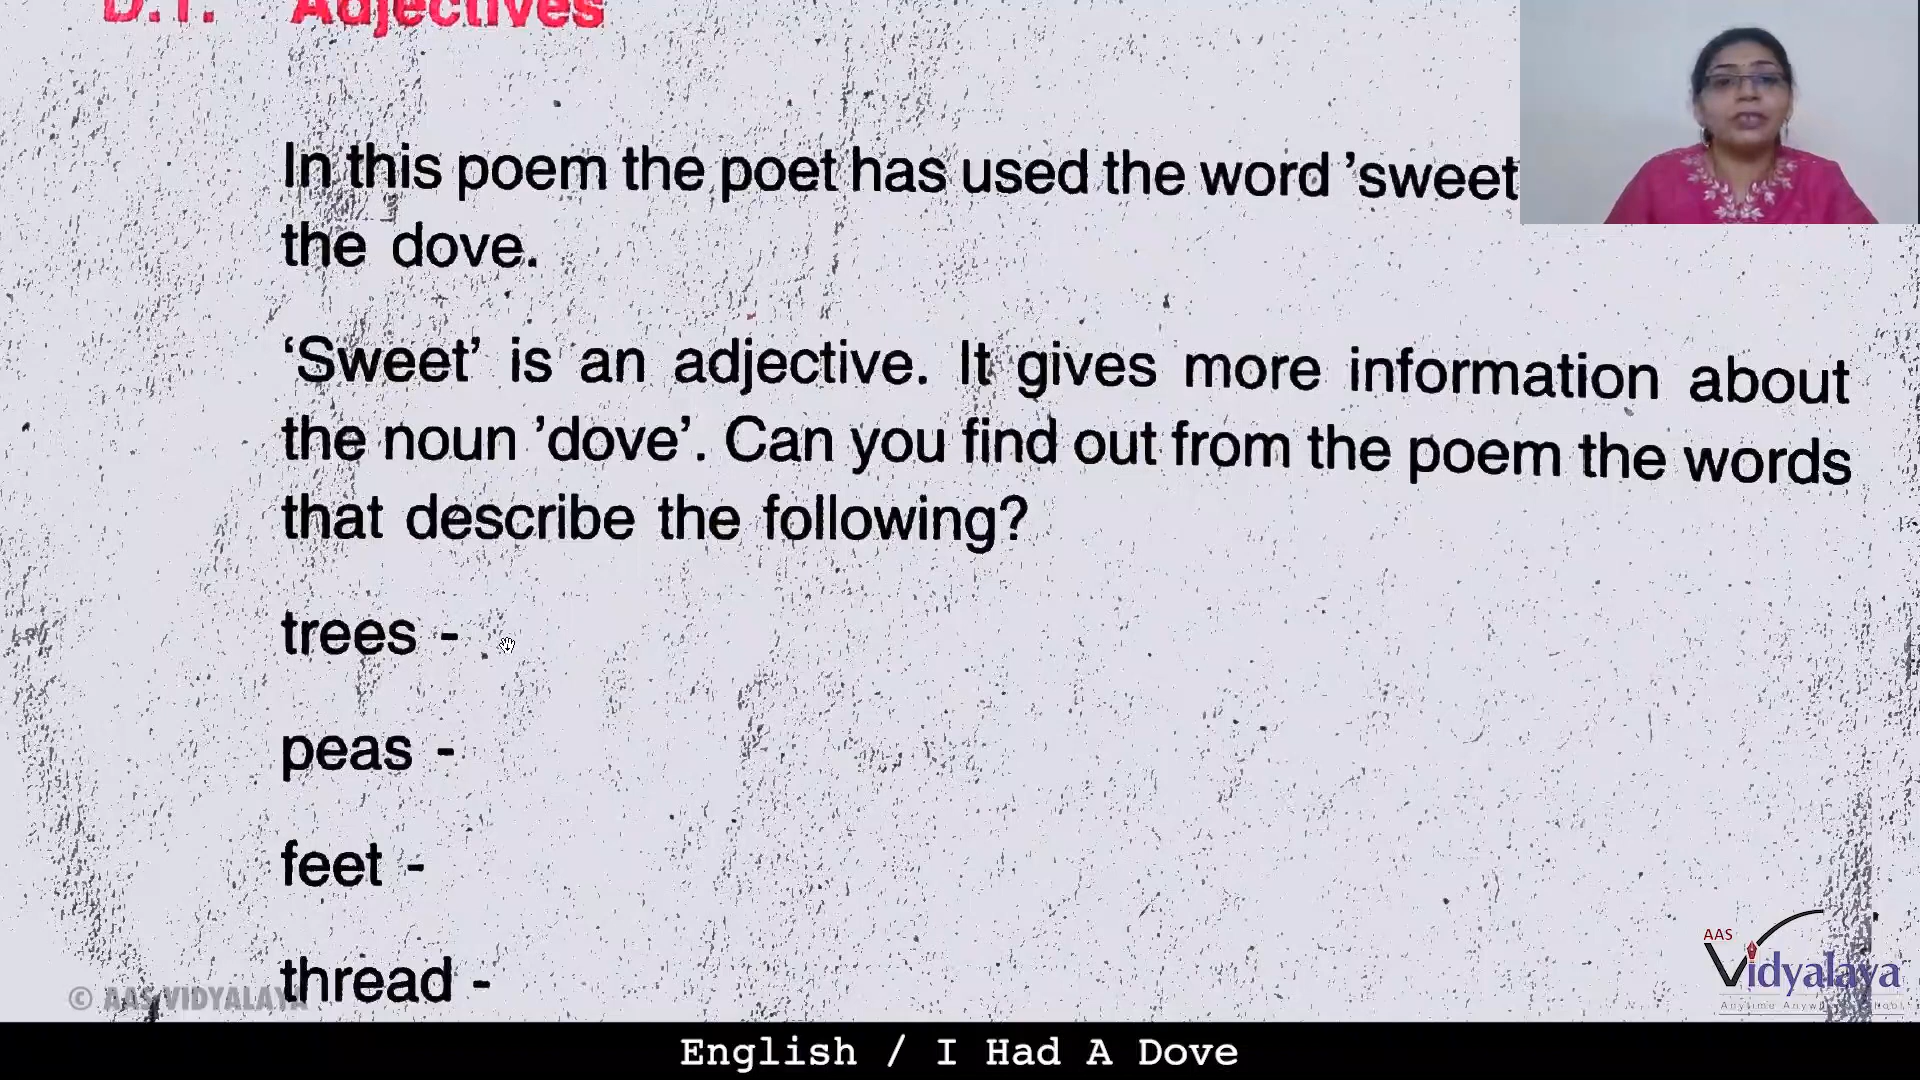 D.1. Adjectives
In this poem the poet has used the word ’sweet
the dove.
‘Sweet’ is an adjective. It gives more information about
the noun ’dove’. Can you find out from the poem the words
that describe the following?
trees -
peas -
feet -
thread -
© AAS VIDYALAYA
AAS
Vidyalaya
English / I Had A Dove